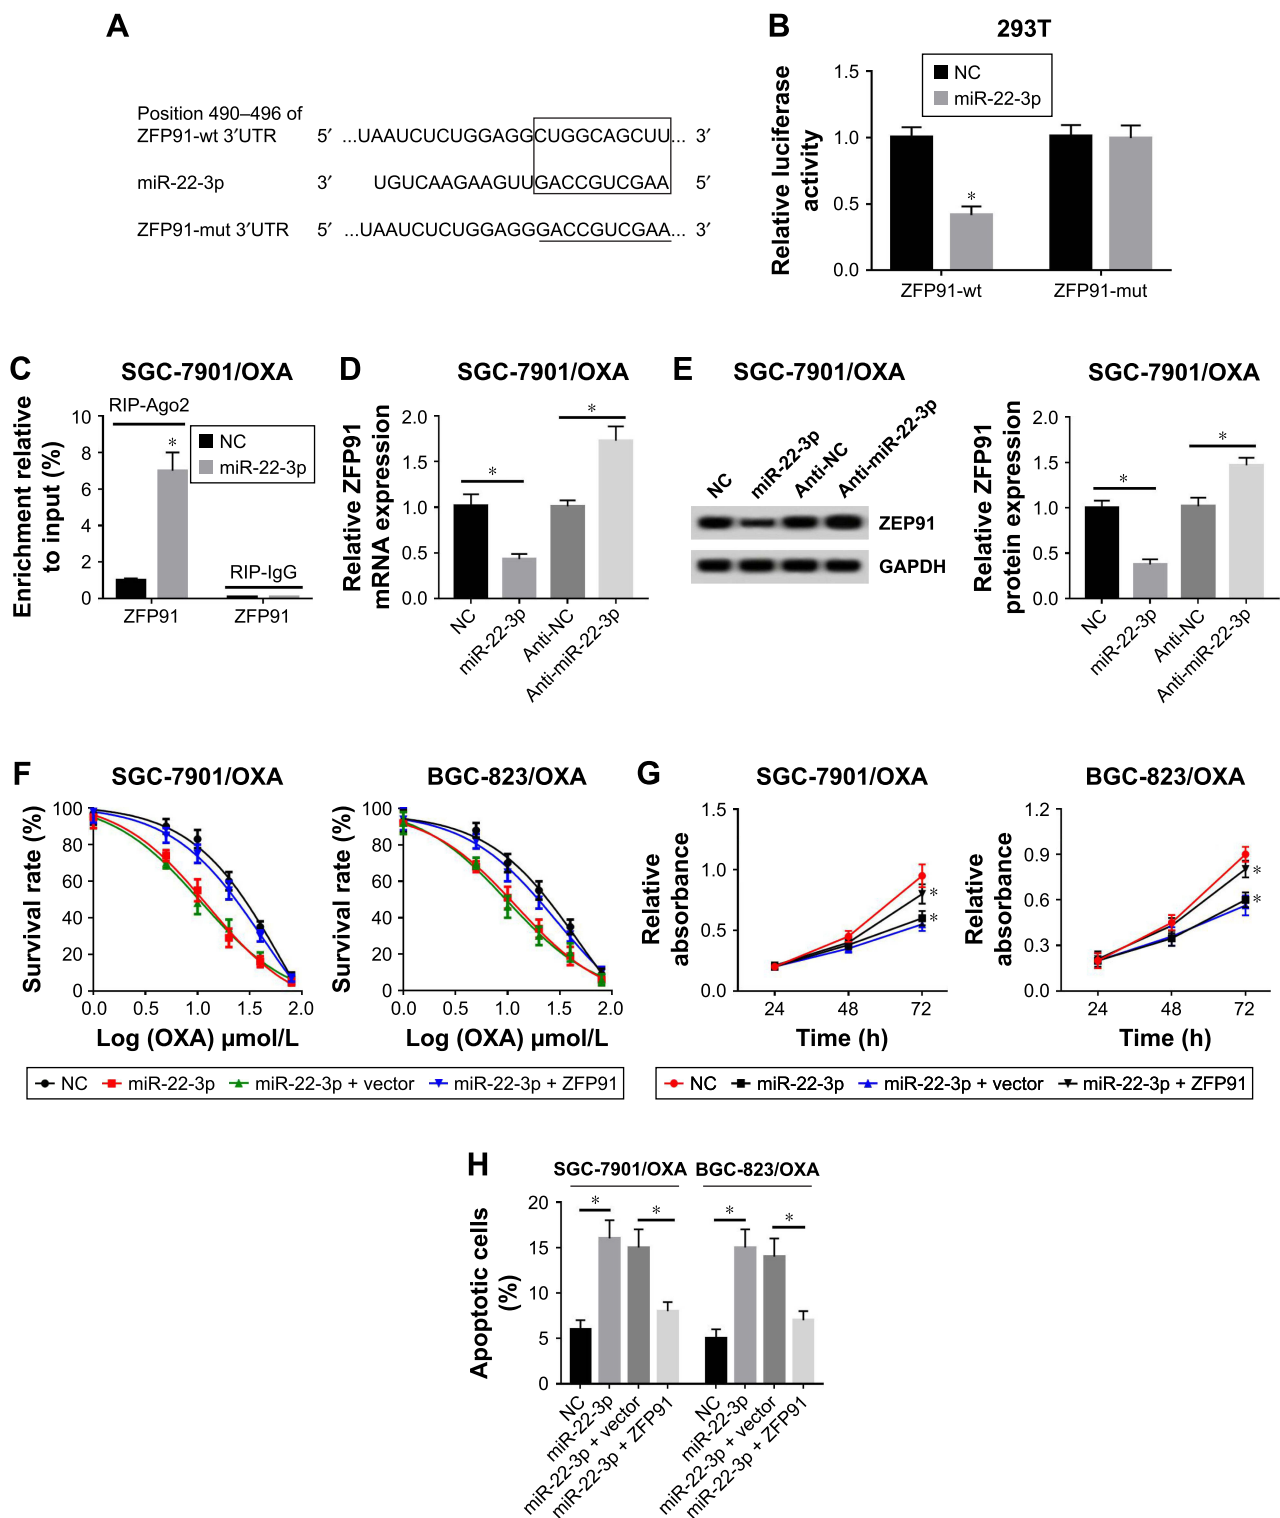 A
Position 490–496 of
ZFP91-wt 3′UTR 5′ ...UAAUCUCUGGAGGCUGGCAGCUU... 3′
miR-22-3p 3′ UGUCAAGAAGUUGACCGUCGAA 5′
ZFP91-mut 3′UTR 5′ ...UAAUCUCUGGAGGGACCGUCGAA... 3′
B 293T
Relative luciferase
activity
1.5
1.0
0.5
0.0
NC
miR-22-3p
*
ZFP91-wt ZFP91-mut
C SGC-7901/OXA
Enrichment relative
to input (%)
10
8
6
4
2
0
RIP-Ago2
*
NC
miR-22-3p
RIP-IgG
ZFP91 ZFP91
D SGC-7901/OXA
Relative ZFP91
mRNA expression
2.0
1.5
1.0
0.5
0.0
* *
NC
miR-22-3p
Anti-NC
Anti-miR-22-3p
E SGC-7901/OXA
NC
miR-22-3p
Anti-NC
Anti-miR-22-3p
ZEP91
GAPDH
SGC-7901/OXA
Relative ZFP91
protein expression
2.0
1.5
1.0
0.5
0.0
* *
NC
miR-22-3p
Anti-NC
Anti-miR-22-3p
F SGC-7901/OXA
Survival rate (%)
100
80
60
40
20
0
0.0 0.5 1.0 1.5 2.0
Log (OXA) µmol/L
BGC-823/OXA
Survival rate (%)
100
80
60
40
20
0
0.0 0.5 1.0 1.5 2.0
Log (OXA) µmol/L
NC miR-22-3p miR-22-3p + vector miR-22-3p + ZFP91
G SGC-7901/OXA
Relative
absorbance
1.5
1.0
0.5
0.0
*
*
24 48 72
Time (h)
BGC-823/OXA
Relative
absorbance
1.2
0.9
0.6
0.3
0.0
*
*
24 48 72
Time (h)
NC miR-22-3p miR-22-3p + vector miR-22-3p + ZFP91
H SGC-7901/OXA BGC-823/OXA
Apoptotic cells
(%)
20
15
10
5
0
* * * *
NC
miR-22-3p
miR-22-3p + vector
miR-22-3p + ZFP91
NC
miR-22-3p
miR-22-3p + vector
miR-22-3p + ZFP91